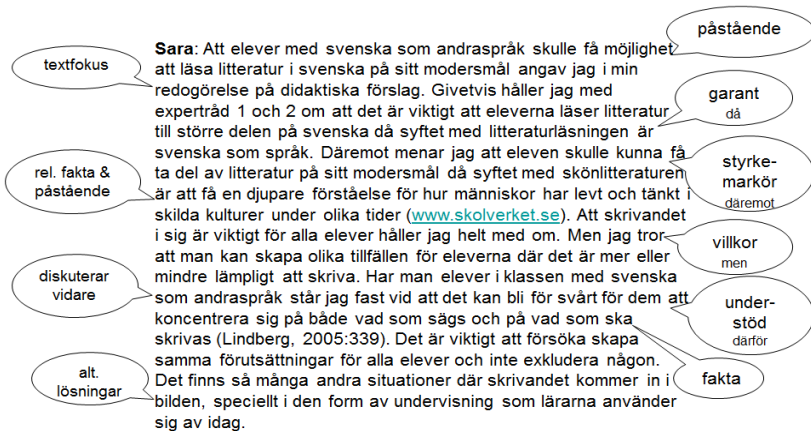 påstående
textfokus
garant
då
rel. fakta &
påstående
styrke-
markör
däremot
villkor
men
diskuterar
vidare
under-
stöd
därför
alt.
lösningar
fakta
Sara: Att elever med svenska som andraspråk skulle få möjlighet
att läsa litteratur i svenska på sitt modersmål angav jag i min
redogörelse på didaktiska förslag. Givetvis håller jag med
expertråd 1 och 2 om att det är viktigt att eleverna läser litteratur
till större delen på svenska då syftet med litteraturläsningen är
svenska som språk. Däremot menar jag att eleven skulle kunna få
ta del av litteratur på sitt modersmål då syftet med skönlitteraturen
är att få en djupare förståelse för hur människor har levt och tänkt i
skilda kulturer under olika tider (www.skolverket.se). Att skrivandet
i sig är viktigt för alla elever håller jag helt med om. Men jag tror
att man kan skapa olika tillfällen för eleverna där det är mer eller
mindre lämpligt att skriva. Har man elever i klassen med svenska
som andraspråk står jag fast vid att det kan bli för svårt för dem att
koncentrera sig på både vad som sägs och på vad som ska
skrivas (Lindberg, 2005:339). Det är viktigt att försöka skapa
samma förutsättningar för alla elever och inte exkludera någon.
Det finns så många andra situationer där skrivandet kommer in i
bilden, speciellt i den form av undervisning som lärarna använder
sig av idag.